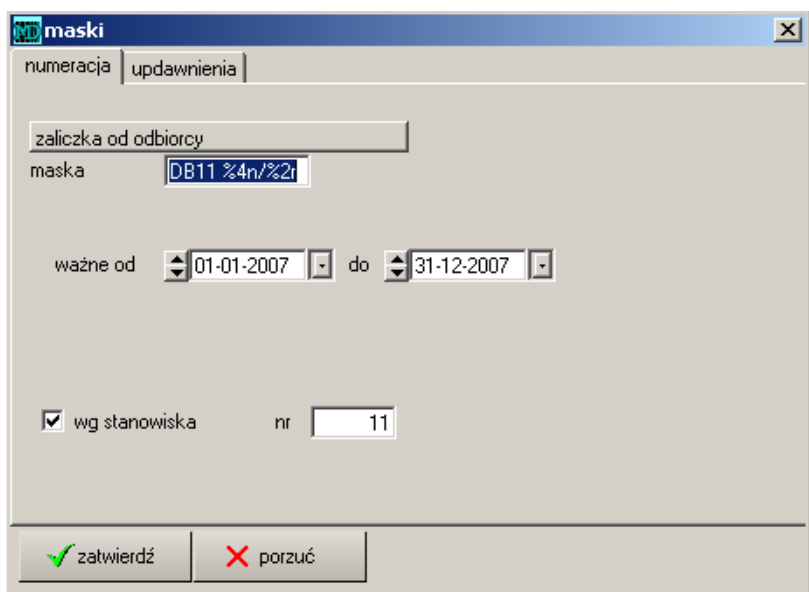 MD maski
numeracja updawnienia
zaliczka od odbiorcy
maska DB11 %4n/%2r
ważne od 01-01-2007 do 31-12-2007
wg stanowiska nr 11
zatwierdź porzuć